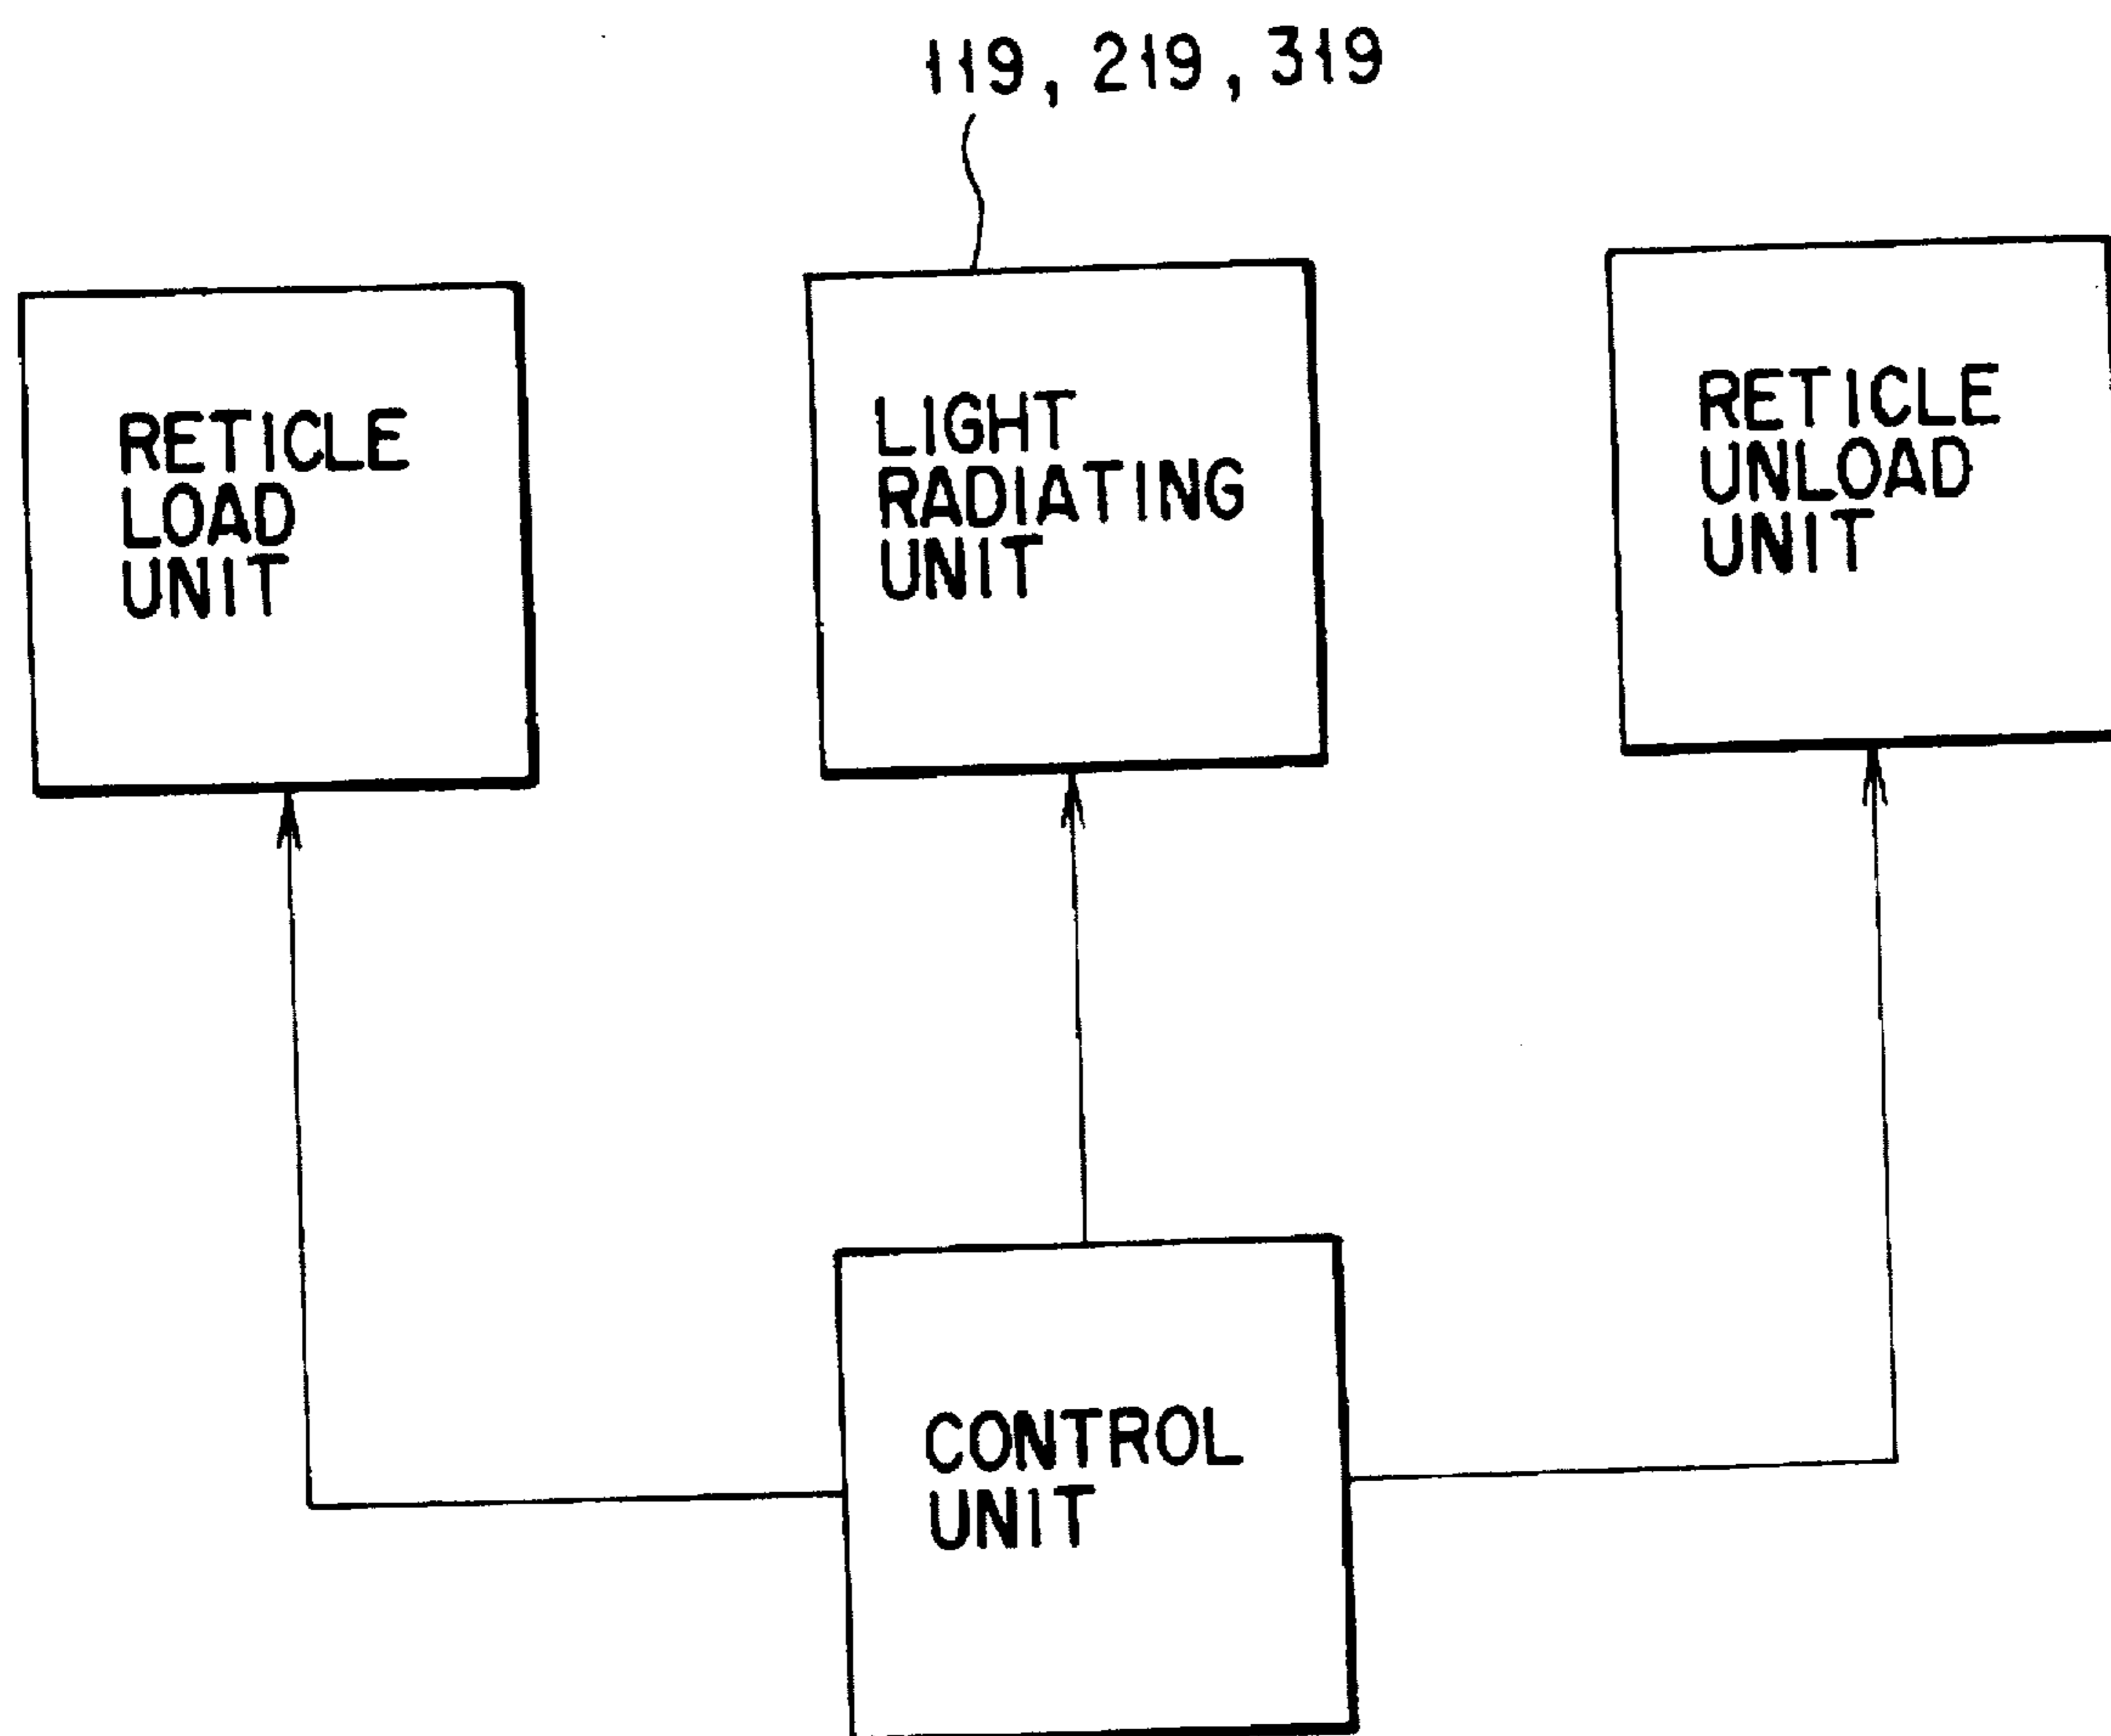 119, 219, 319
RETICLE
LOAD
UNIT
LIGHT
RADIATING
UNIT
RETICLE
UNLOAD
UNIT
CONTROL
UNIT